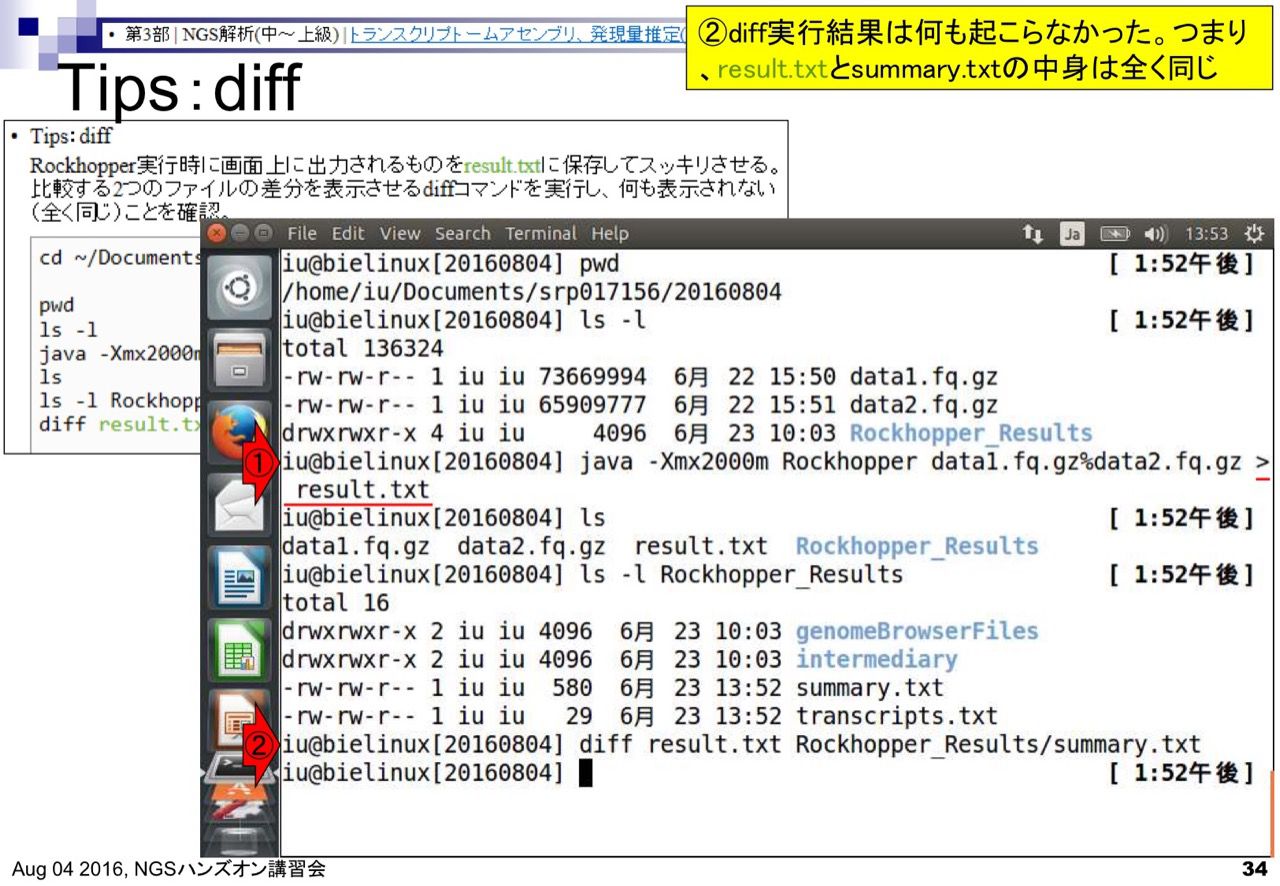 • 第3部 | NGS解析(中～上級) | トランスクリプトームアセンブリ、発現量推定(
②diff実行結果は何も起こらなかった。つまり
、result.txtとsummary.txtの中身は全く同じ
Tips：diff
• Tips：diff
Rockhopper実行時に画面上に出力されるものをresult.txtに保存してスッキリさせる。
比較する2つのファイルの差分を表示させるdiffコマンドを実行し、何も表示されない
（全く同じ）ことを確認。
cd ~/Documents
pwd
ls -l
java -Xmx2000m
ls
ls -l Rockhopp
diff result.tx
File Edit View Search Terminal Help Ja 13:53
iu@bielinux[20160804] pwd [ 1:52午後]
/home/iu/Documents/srp017156/20160804
iu@bielinux[20160804] ls -l [ 1:52午後]
total 136324
-rw-rw-r-- 1 iu iu 73669994 6月 22 15:50 data1.fq.gz
-rw-rw-r-- 1 iu iu 65909777 6月 22 15:51 data2.fq.gz
drwxrwxr-x 4 iu iu 4096 6月 23 10:03 Rockhopper_Results
① iu@bielinux[20160804] java -Xmx2000m Rockhopper data1.fq.gz%data2.fq.gz >
result.txt
iu@bielinux[20160804] ls [ 1:52午後]
data1.fq.gz data2.fq.gz result.txt Rockhopper_Results
iu@bielinux[20160804] ls -l Rockhopper_Results [ 1:52午後]
total 16
drwxrwxr-x 2 iu iu 4096 6月 23 10:03 genomeBrowserFiles
drwxrwxr-x 2 iu iu 4096 6月 23 10:03 intermediary
-rw-rw-r-- 1 iu iu 580 6月 23 13:52 summary.txt
-rw-rw-r-- 1 iu iu 29 6月 23 13:52 transcripts.txt
② iu@bielinux[20160804] diff result.txt Rockhopper_Results/summary.txt
iu@bielinux[20160804] [ 1:52午後]
Aug 04 2016, NGSハンズオン講習会
34